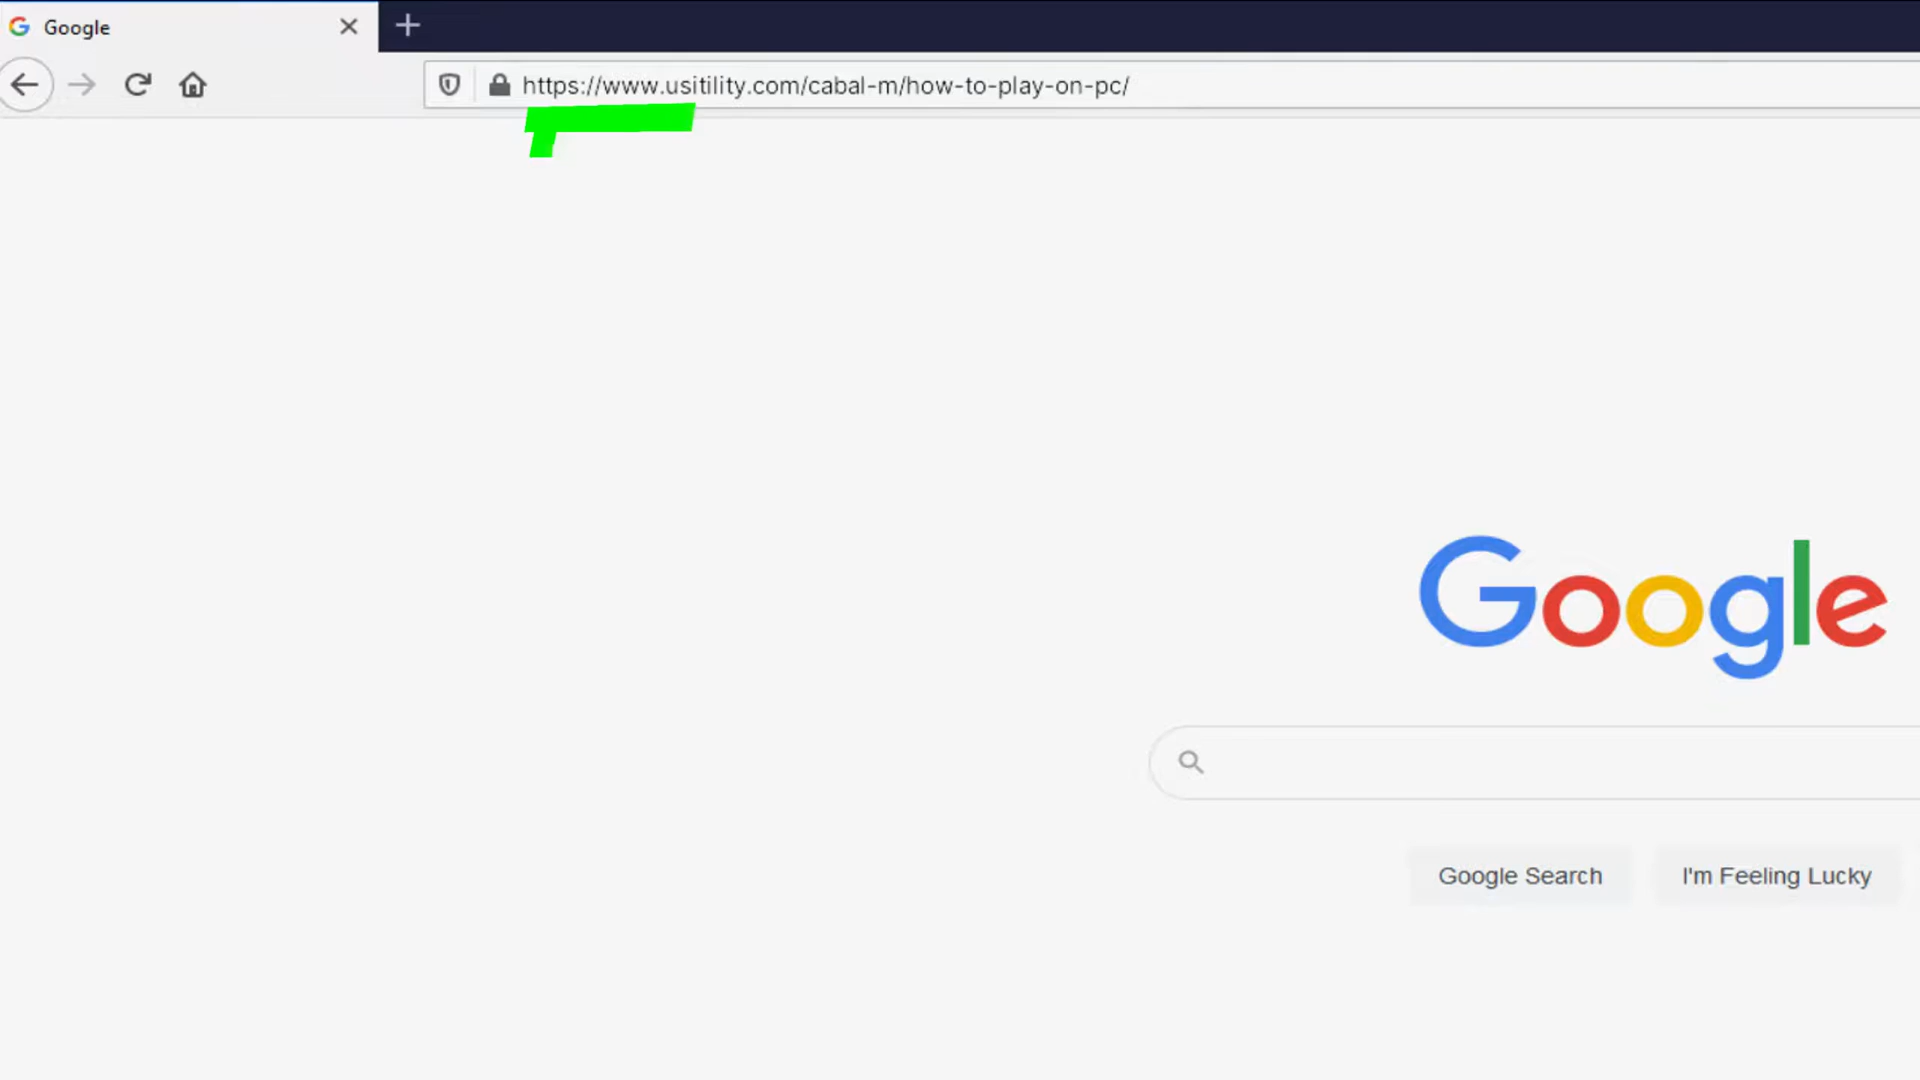 Google
https://www.usitility.com/cabal-m/how-to-play-on-pc/
Google
Google Search
I'm Feeling Lucky